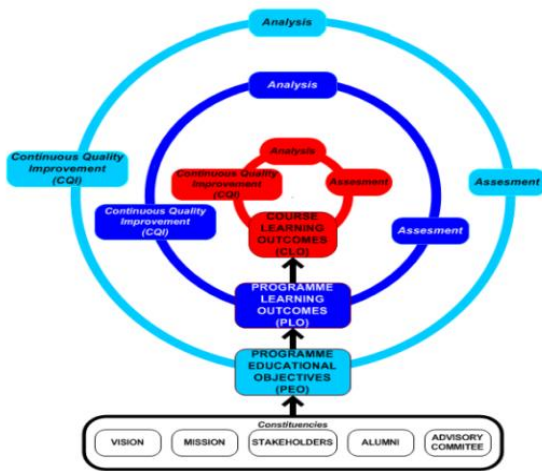 Analysis
Analysis
Analysis
Continuous Quality
Improvement
(CQI)
Continuous Quality
Improvement
(CQI)
Assesment
Assesment
Continuous Quality
Improvement
(CQI)
Assesment
COURSE
LEARNING
OUTCOMES
(CLO)
PROGRAMME
LEARNING
OUTCOMES
(PLO)
PROGRAMME
EDUCATIONAL
OBJECTIVES
(PEO)
Constituencies
VISION
MISSION
STAKEHOLDERS
ALUMNI
ADVISORY
COMMITEE